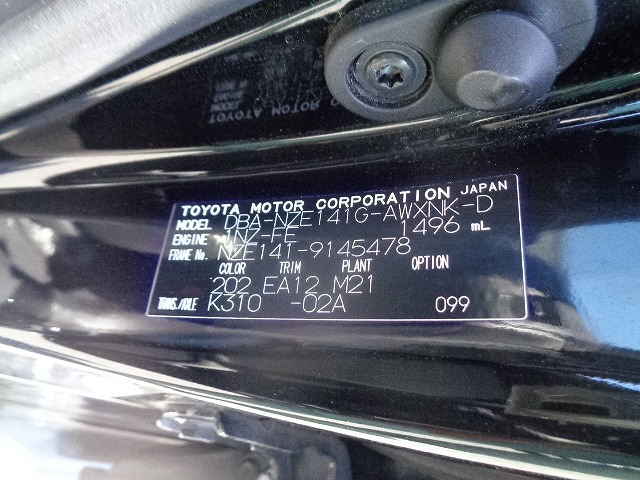 TOYOTA MOTOR CORPORATION JAPAN
MODEL DBA-NZE141G-AWXNK-D
ENGINE 1NZ-FE 1496 mL
FRAME No. NZE141-9145478
COLOR TRIM PLANT OPTION
202 EA12 M21
TRANS./AXLE K310 -02A 099